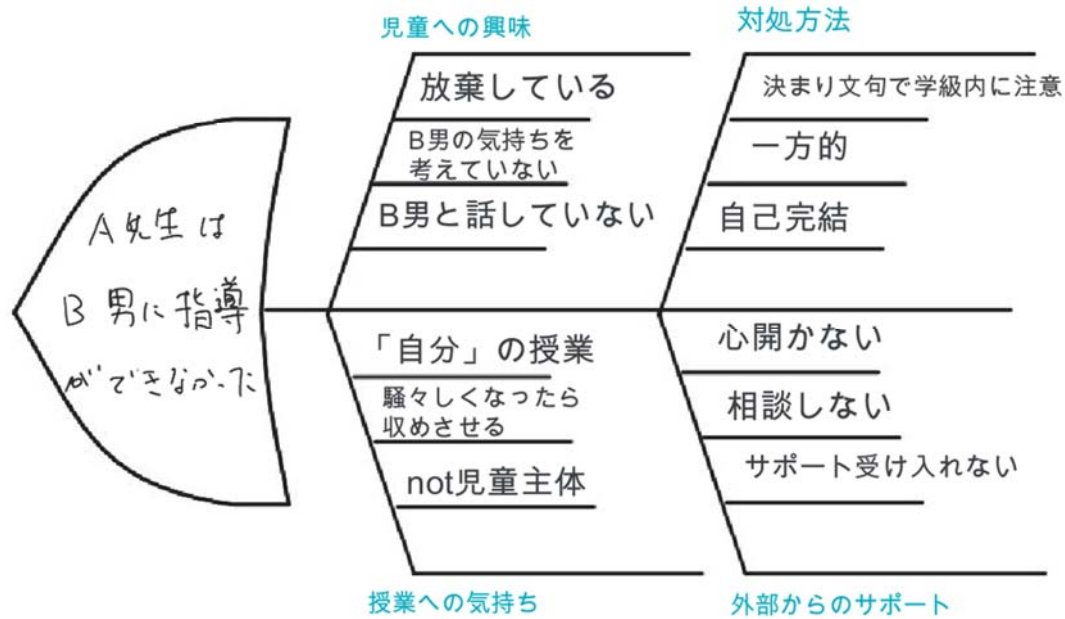 児童への興味
放棄している
B男の気持ちを
考えていない
B男と話していない
対処方法
決まり文句で学級内に注意
一方的
自己完結
A先生は
B男に指導
ができなかった
「自分」の授業
騒々しくなったら
収めさせる
not児童主体
授業への気持ち
心開かない
相談しない
サポート受け入れない
外部からのサポート